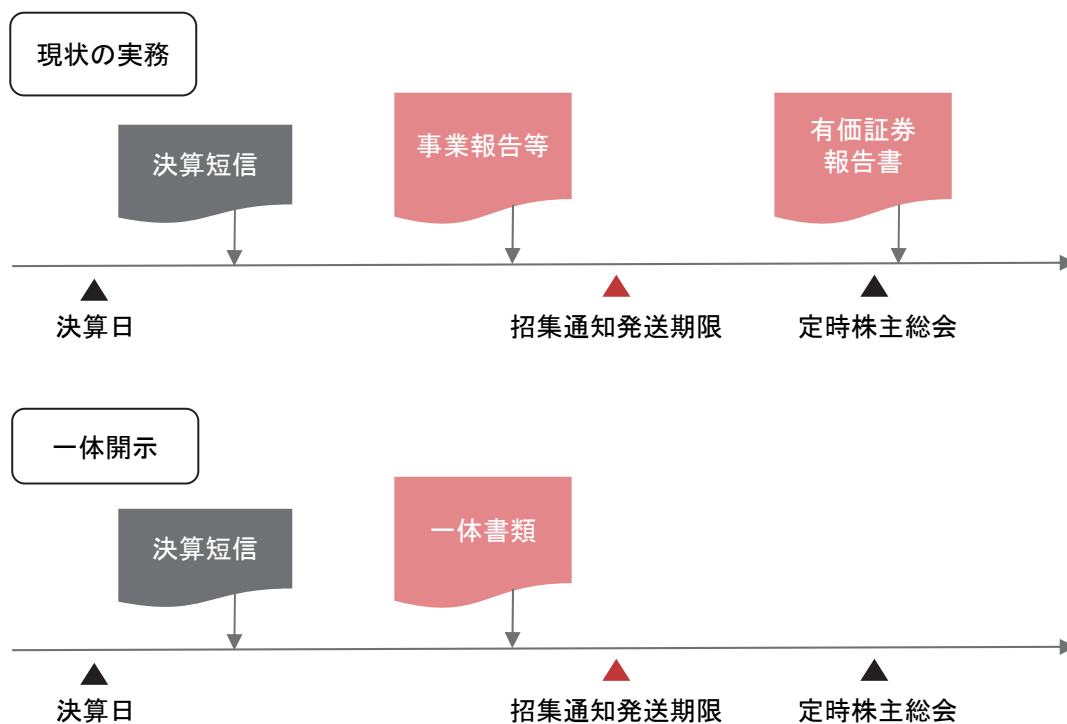 現状の実務
決算短信
事業報告等
有価証券
報告書
決算日
招集通知発送期限
定時株主総会
一体開示
決算短信
一体書類
決算日
招集通知発送期限
定時株主総会